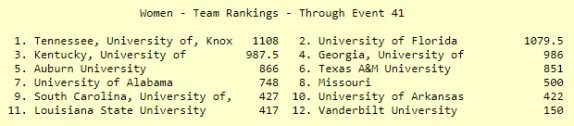 Women - Team Rankings - Through Event 41
1. Tennessee, University of, Knox 1108 2. University of Florida 1079.5
3. Kentucky, University of 987.5 4. Georgia, University of 986
5. Auburn University 866 6. Texas A&M University 851
7. University of Alabama 748 8. Missouri 500
9. South Carolina, University of, 427 10. University of Arkansas 422
11. Louisiana State University 417 12. Vanderbilt University 150